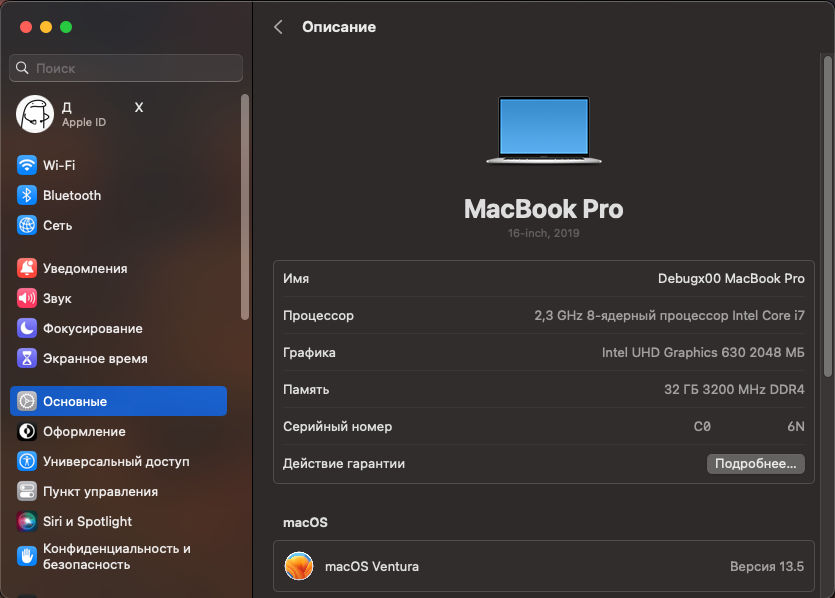 Поиск
Д Х
Apple ID
Wi-Fi
Bluetooth
Сеть
Уведомления
Звук
Фокусирование
Экранное время
Основные
Оформление
Универсальный доступ
Пункт управления
Siri и Spotlight
Конфиденциальность и
безопасность
Описание
MacBook Pro
16-inch, 2019
Имя Debugx00 MacBook Pro
Процессор 2,3 GHz 8-ядерный процессор Intel Core i7
Графика Intel UHD Graphics 630 2048 МБ
Память 32 ГБ 3200 MHz DDR4
Серийный номер C0 6N
Действие гарантии Подробнее...
macOS
macOS Ventura Версия 13.5